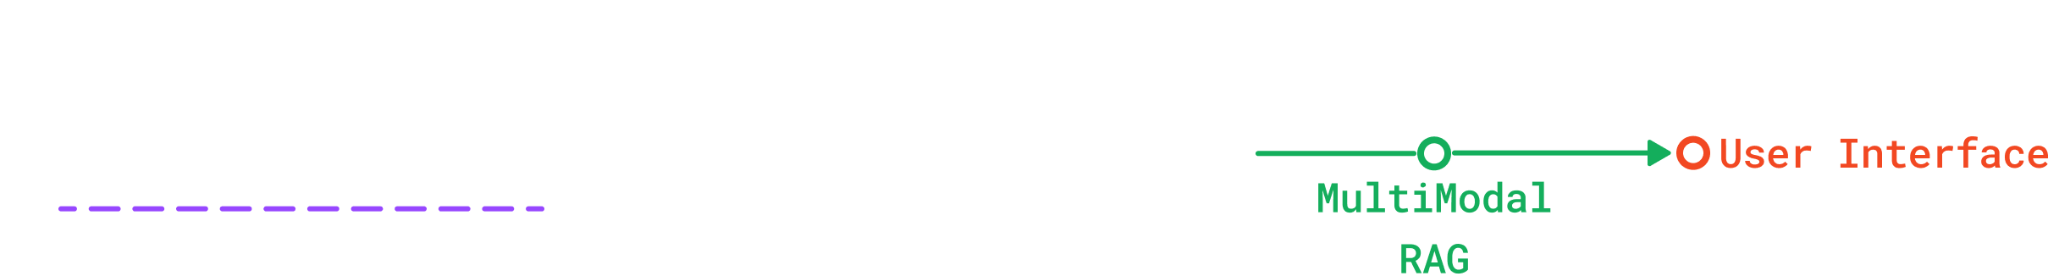 User Interface
MultiModal
RAG